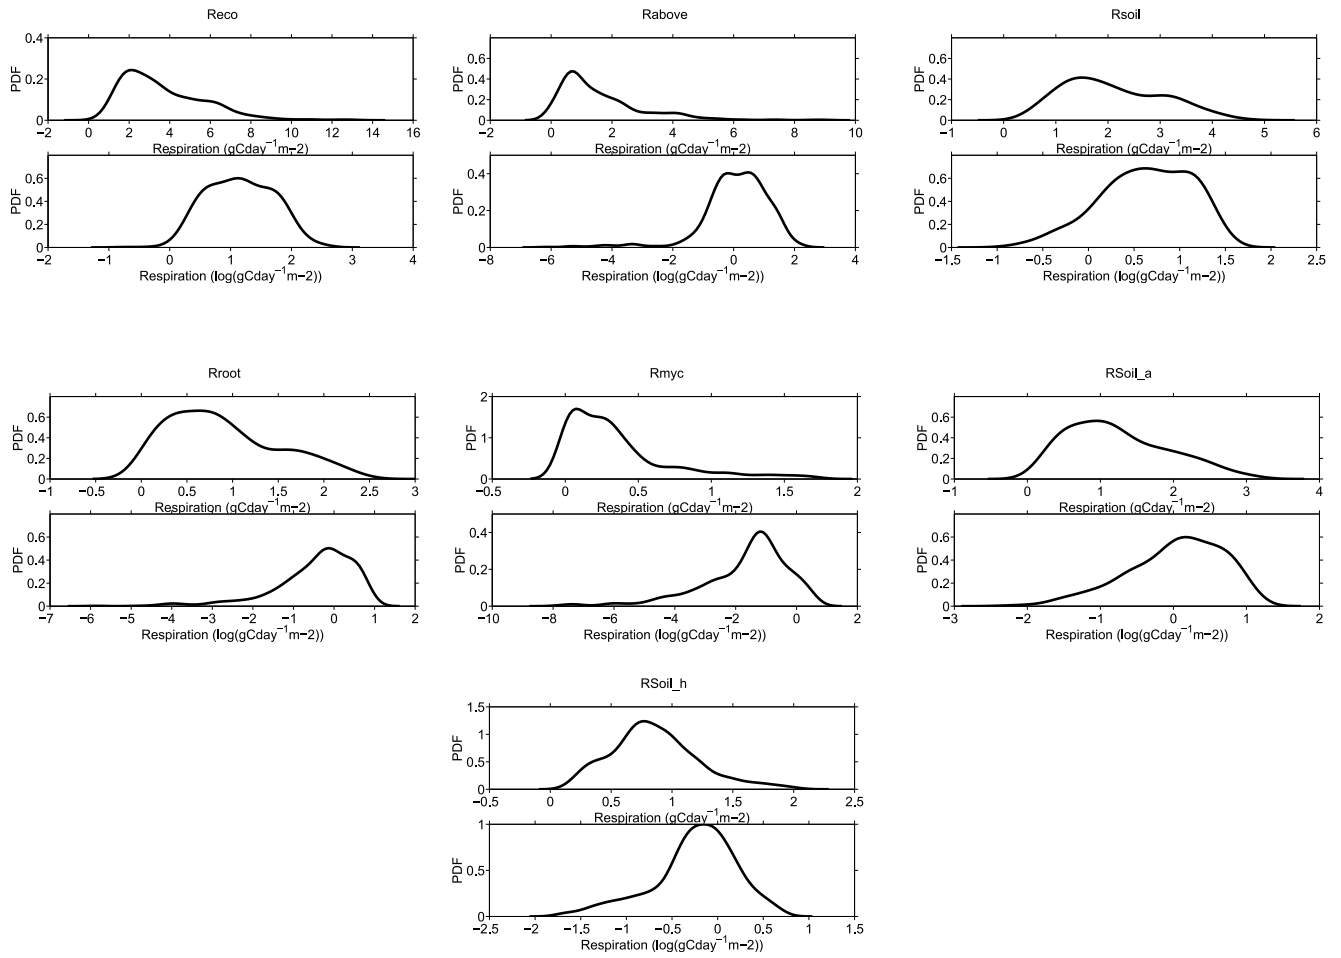 Reco
Rabove
Rsoil
0.4
0.2
0
PDF
−2 0 2 4 6 8 10 12 14 16
Respiration (gCday−1m−2)
0.6
0.4
0.2
0
PDF
−2 0 2 4 6 8 10
Respiration (gCday−1m−2)
0.6
0.4
0.2
0
PDF
−1 0 1 2 3 4 5 6
Respiration (gCday−1m−2)
0.6
0.4
0.2
0
PDF
−2 −1 0 1 2 3 4
Respiration (log(gCday−1m−2))
0.4
0.2
0
PDF
−8 −6 −4 −2 0 2 4
Respiration (log(gCday−1m−2))
0.6
0.4
0.2
0
PDF
−1.5 −1 −0.5 0 0.5 1 1.5 2 2.5
Respiration (log(gCday−1m−2))
Rroot
Rmyc
RSoil_a
0.6
0.4
0.2
0
PDF
−1 −0.5 0 0.5 1 1.5 2 2.5 3
Respiration (gCday−1m−2)
2
1
0
PDF
−0.5 0 0.5 1 1.5 2
Respiration (gCday−1m−2)
0.6
0.4
0.2
0
PDF
−1 0 1 2 3 4
Respiration (gCday−1m−2)
0.6
0.4
0.2
0
PDF
−7 −6 −5 −4 −3 −2 −1 0 1 2
Respiration (log(gCday−1m−2))
0.4
0.2
0
PDF
−10 −8 −6 −4 −2 0 2
Respiration (log(gCday−1m−2))
0.6
0.4
0.2
0
PDF
−3 −2 −1 0 1 2
Respiration (log(gCday−1m−2))
RSoil_h
1.5
1
0.5
0
PDF
−0.5 0 0.5 1 1.5 2 2.5
Respiration (gCday−1m−2)
1
0.5
0
PDF
−2.5 −2 −1.5 −1 −0.5 0 0.5 1 1.5
Respiration (log(gCday−1m−2))